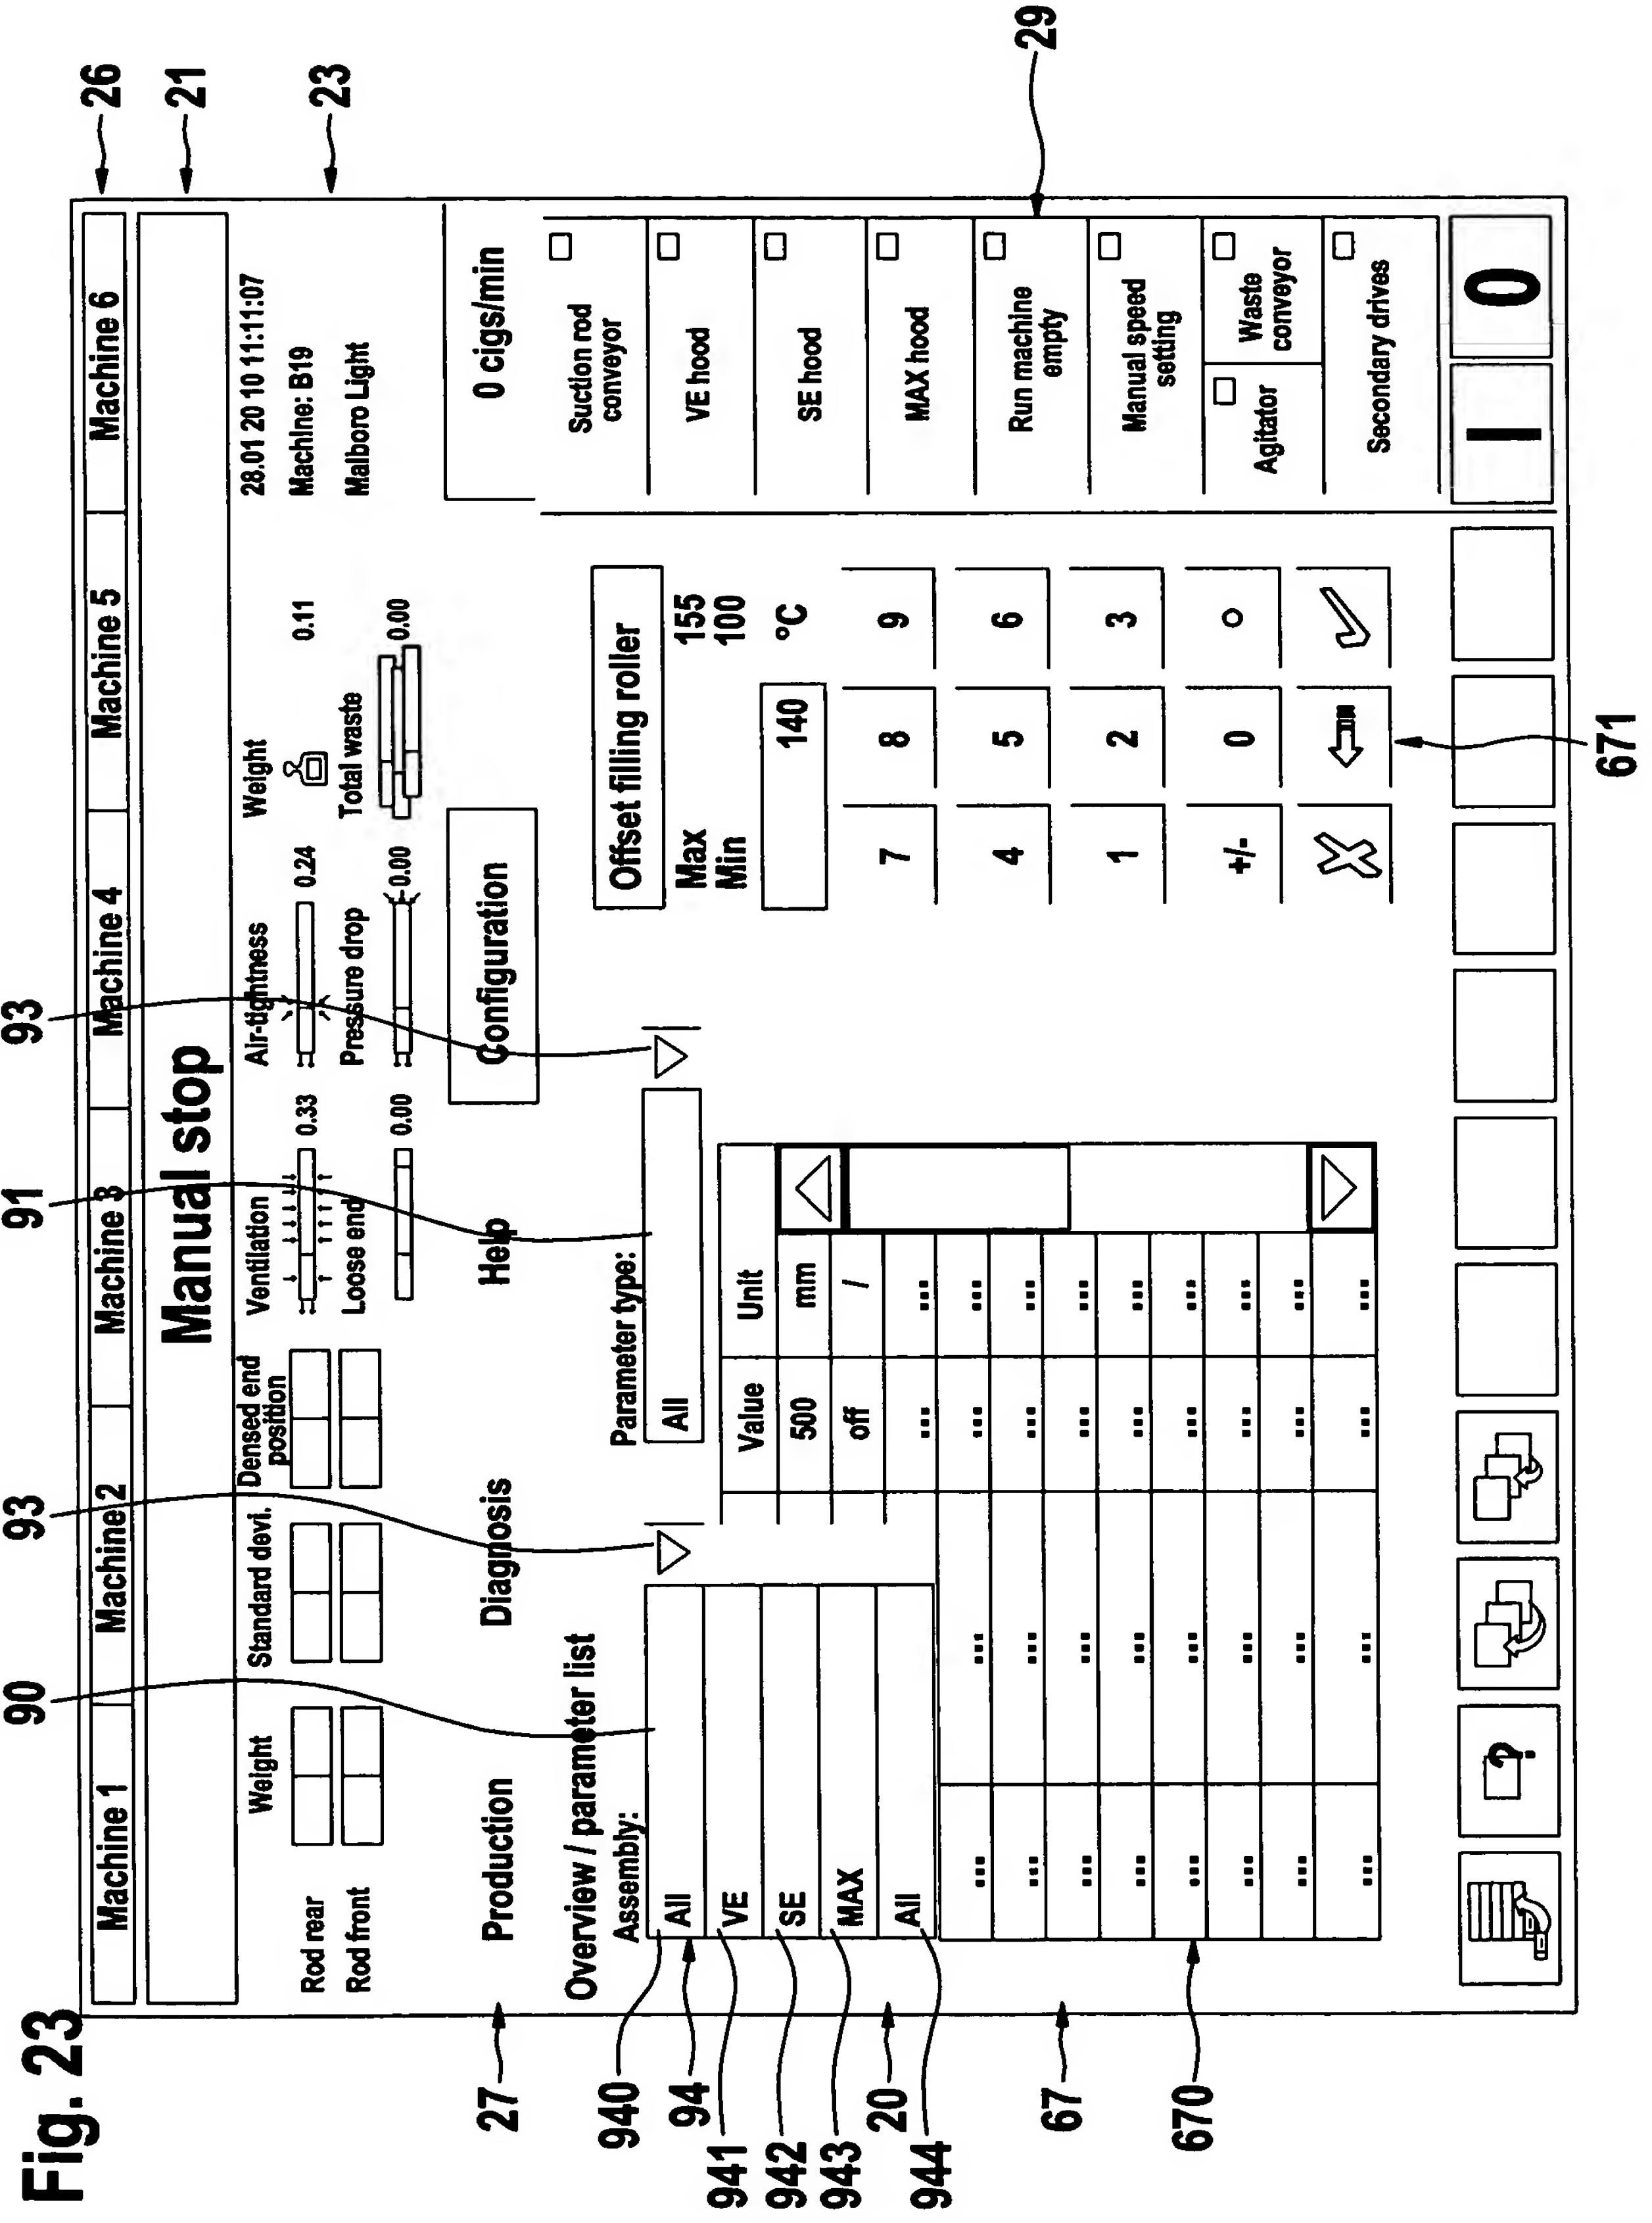 Fig. 23
93
91
93
90
26
21
23
29
Machine 1
Machine 2
Machine 3
Machine 4
Machine 5
Machine 6
Manual stop
Weight
Standard devi.
Densed end
position
Ventilation
0.33
Air-tightness
0.24
Weight
0.11
28.01 20 10 11:11:07
Machine: B19
Malboro Light
Rod rear
Rod front
Loose end
0.00
Pressure drop
0.00
Total waste
0.00
27
Production
Diagnosis
Help
Configuration
0 cigs/min
Overview / parameter list
Assembly:
Parameter type:
940
94
941
942
943
20
944
67
670
All
VE
SE
MAX
All
All
Value
Unit
500
mm
off
/
... ...
... ... ... ...
... ... ... ...
... ... ... ...
... ... ... ...
... ... ... ...
... ... ... ...
... ... ... ...
... ... ... ...
Offset filling roller
Max 155
Min 100
140 °C
7 8 9
4 5 6
1 2 3
+/- 0 °
671
Suction rod
conveyor
VE hood
SE hood
MAX hood
Run machine
empty
Manual speed
setting
Agitator
Waste
conveyor
Secondary drives
?
I
0